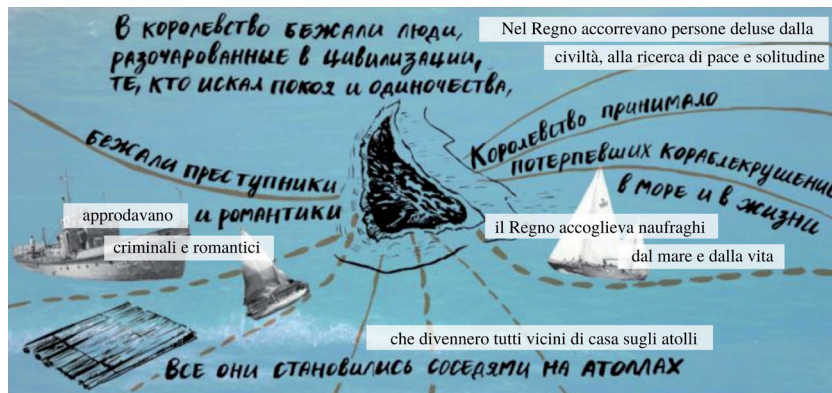 В КОРОЛЕВСТВО БЕЖАЛИ ЛЮДИ,
РАЗОЧАРОВАННЫЕ В ЦИВИЛИЗАЦИИ,
ТЕ, КТО ИСКАЛ ПОКОЯ И ОДИНОЧЕСТВА,
Nel Regno accorrevano persone deluse dalla
civiltà, alla ricerca di pace e solitudine
БЕЖАЛИ ПРЕСТУПНИКИ
И РОМАНТИКИ
approdavano
criminali e romantici
КОРОЛЕВСТВО ПРИНИМАЛО
ПОТЕРПЕВШИХ КОРАБЛЕКРУШЕНИЕ
В МОРЕ И В ЖИЗНИ
il Regno accoglieva naufraghi
dal mare e dalla vita
che divennero tutti vicini di casa sugli atolli
ВСЕ ОНИ СТАНОВИЛИСЬ СОСЕДЯМИ НА АТОЛЛАХ